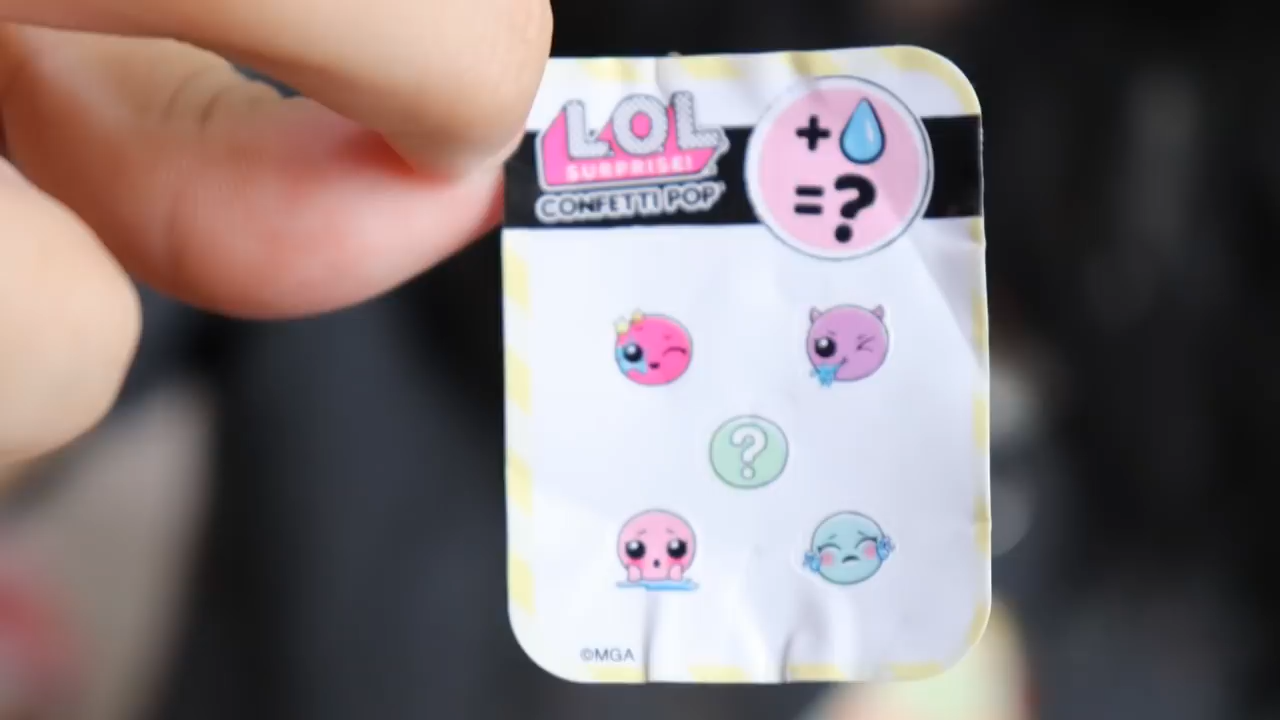 L.O.L.
SURPRISE!
CONFETTI POP
+
=?
?
©MGA